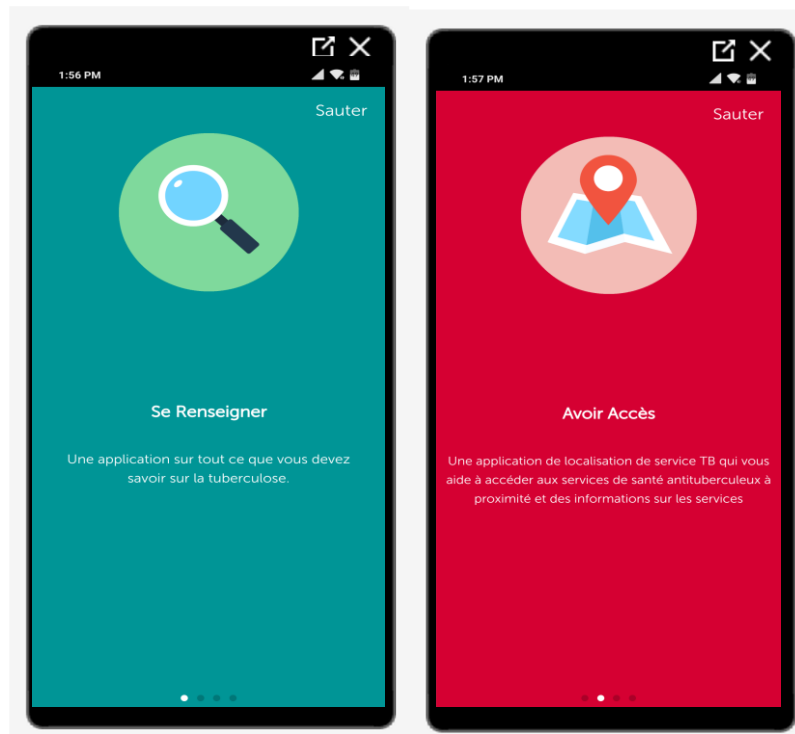 1:56 PM
Sauter
Se Renseigner
Une application sur tout ce que vous devez
savoir sur la tuberculose.
1:57 PM
Sauter
Avoir Accès
Une application de localisation de service TB qui vous
aide à accéder aux services de santé antituberculeux à
proximité et des informations sur les services